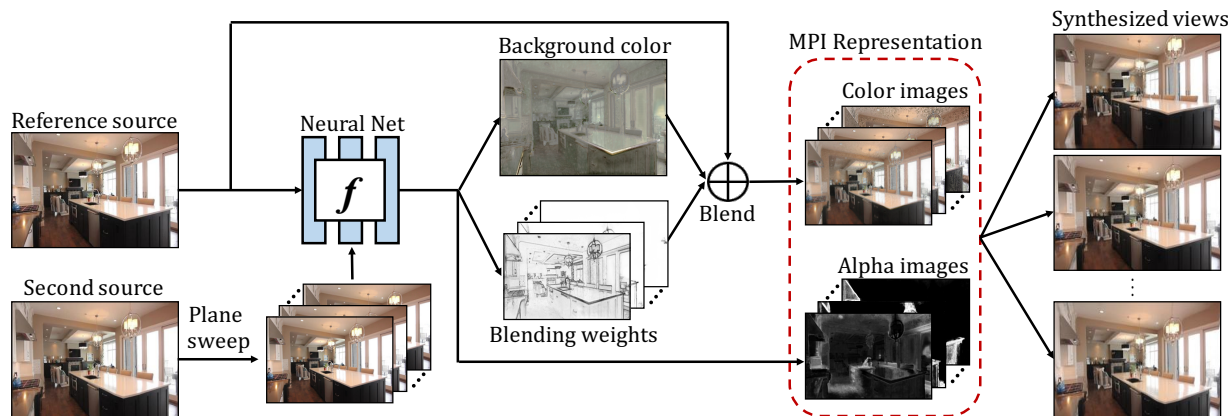 Reference source
Second source
Plane
sweep
Neural Net
f
Background color
Blending weights
Blend
MPI Representation
Color images
Alpha images
Synthesized views